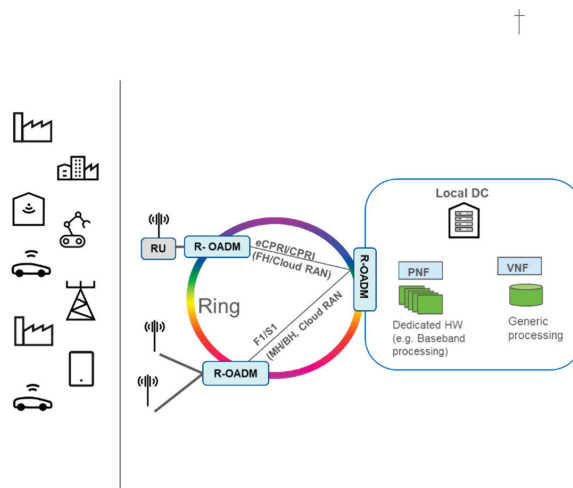 †
Local DC
RU
R- OADM
eCPRI/CPRI
(FH/Cloud RAN)
R-OADM
PNF
VNF
Ring
F1/S1
(MH/BH, Cloud RAN
Dedicated HW
(e.g. Baseband
processing)
Generic
processing
R-OADM